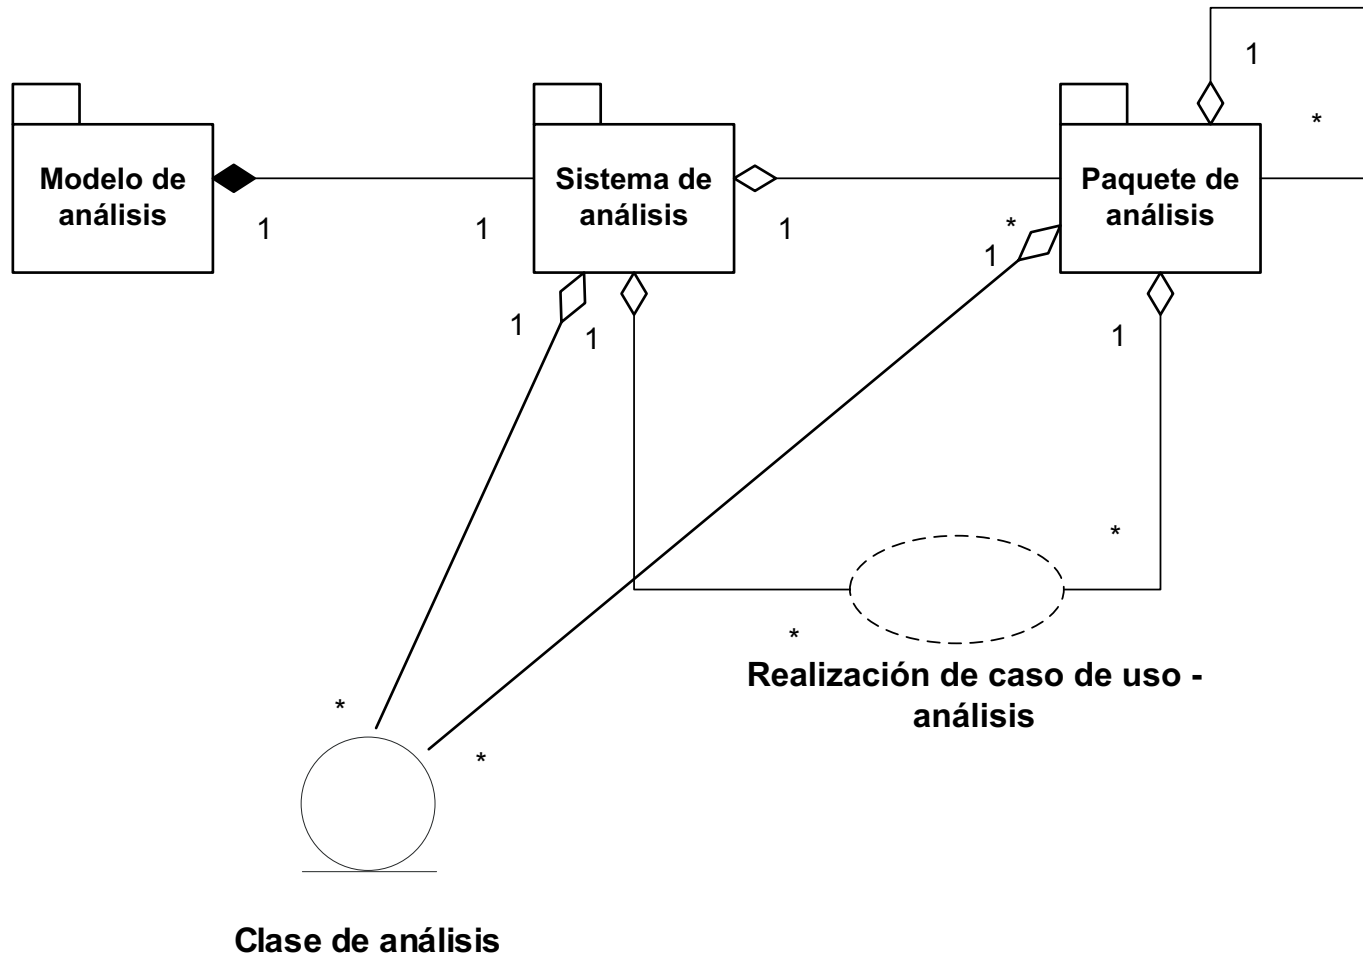 1
*
Modelo de
análisis
Sistema de
análisis
Paquete de
análisis
1
1
1
*
1
1
1
1
*
*
*
*
Realización de caso de uso -
análisis
Clase de análisis